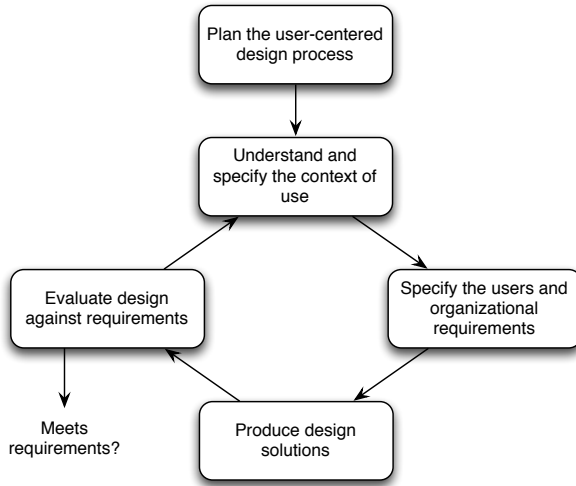 Plan the user-centered
design process
Understand and
specify the context of
use
Evaluate design
against requirements
Specify the users and
organizational
requirements
Meets
requirements?
Produce design
solutions